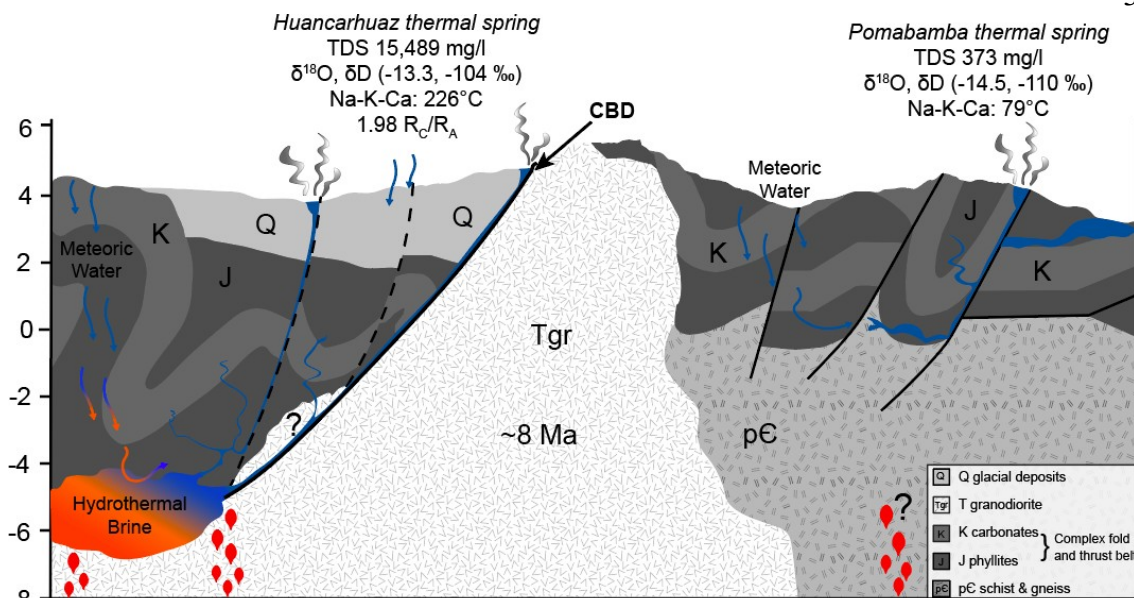 Huancarhuaz thermal spring
TDS 15,489 mg/l
δ¹⁸O, δD (-13.3, -104 ‰)
Na-K-Ca: 226°C
1.98 R_C/R_A
Pomabamba thermal spring
TDS 373 mg/l
δ¹⁸O, δD (-14.5, -110 ‰)
Na-K-Ca: 79°C
CBD
6
4
2
0
-2
-4
-6
8
Meteoric
Water
K
Q
J
Q
?
Hydrothermal
Brine
Tgr
~8 Ma
Meteoric
Water
K
J
K
pЄ
?
Q Q glacial deposits
Tgr T granodiorite
K K carbonates
J J phyllites
} Complex fold
and thrust belt
pЄ pЄ schist & gneiss